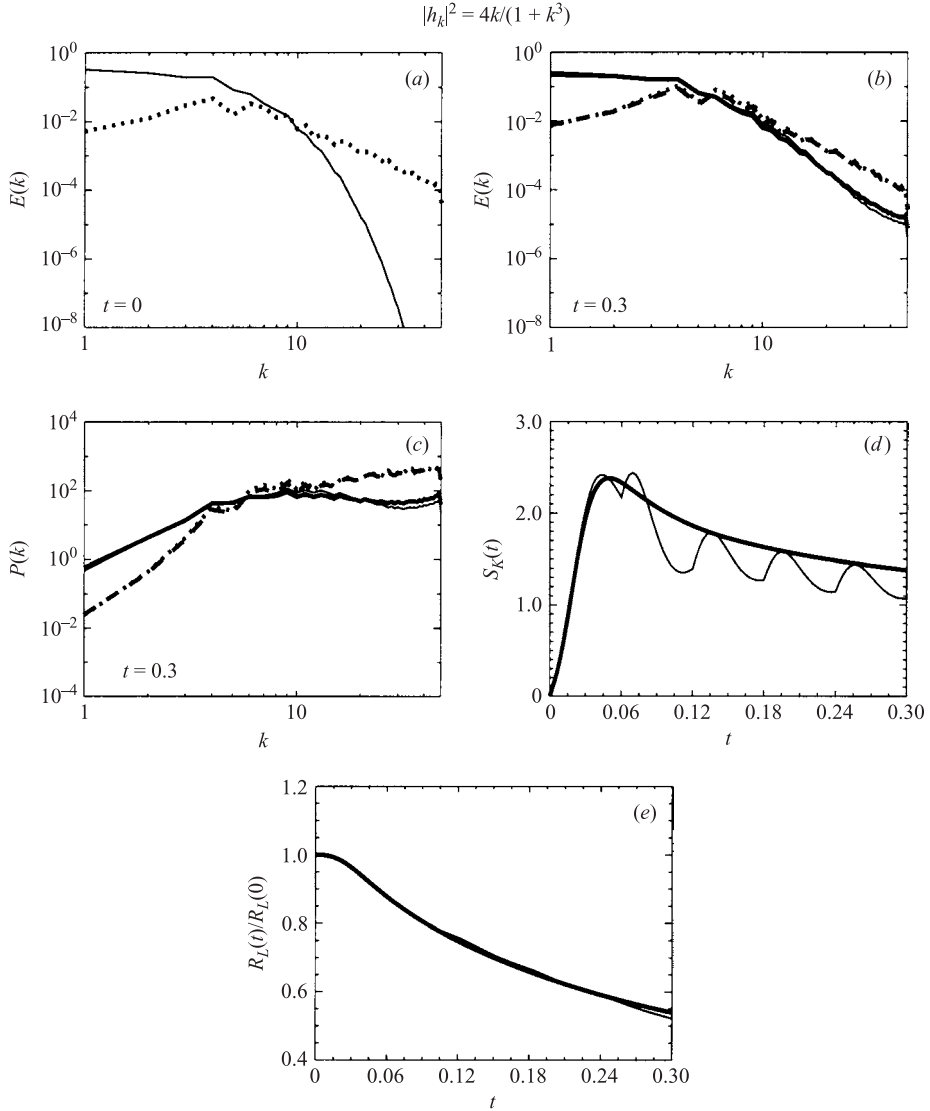 |h_k|^2 = 4k/(1 + k^3)
10^0
10^-2
10^-4
10^-6
10^-8
E(k)
(a)
t = 0
1
10
k
10^0
10^-2
10^-4
10^-6
10^-8
E(k)
(b)
t = 0.3
1
10
k
10^4
10^2
10^0
10^-2
10^-4
P(k)
(c)
t = 0.3
1
10
k
3.0
2.0
1.0
0
S_K(t)
(d)
0
0.06
0.12
0.18
0.24
0.30
t
1.2
1.0
0.8
0.6
0.4
R_L(t)/R_L(0)
(e)
0
0.06
0.12
0.18
0.24
0.30
t